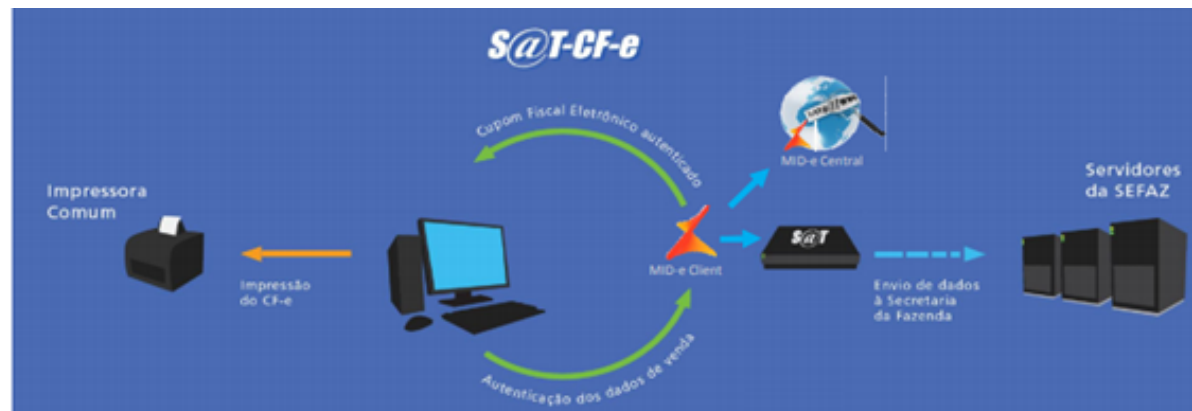 S@T-CF-e
Cupom Fiscal Eletrônico autenticado
MID-e Central
Servidores
da SEFAZ
Impressora
Comum
S@T
MID-e Client
Impressão
do CF-e
Envio de dados
à Secretaria
da Fazenda
Autenticação dos dados de venda